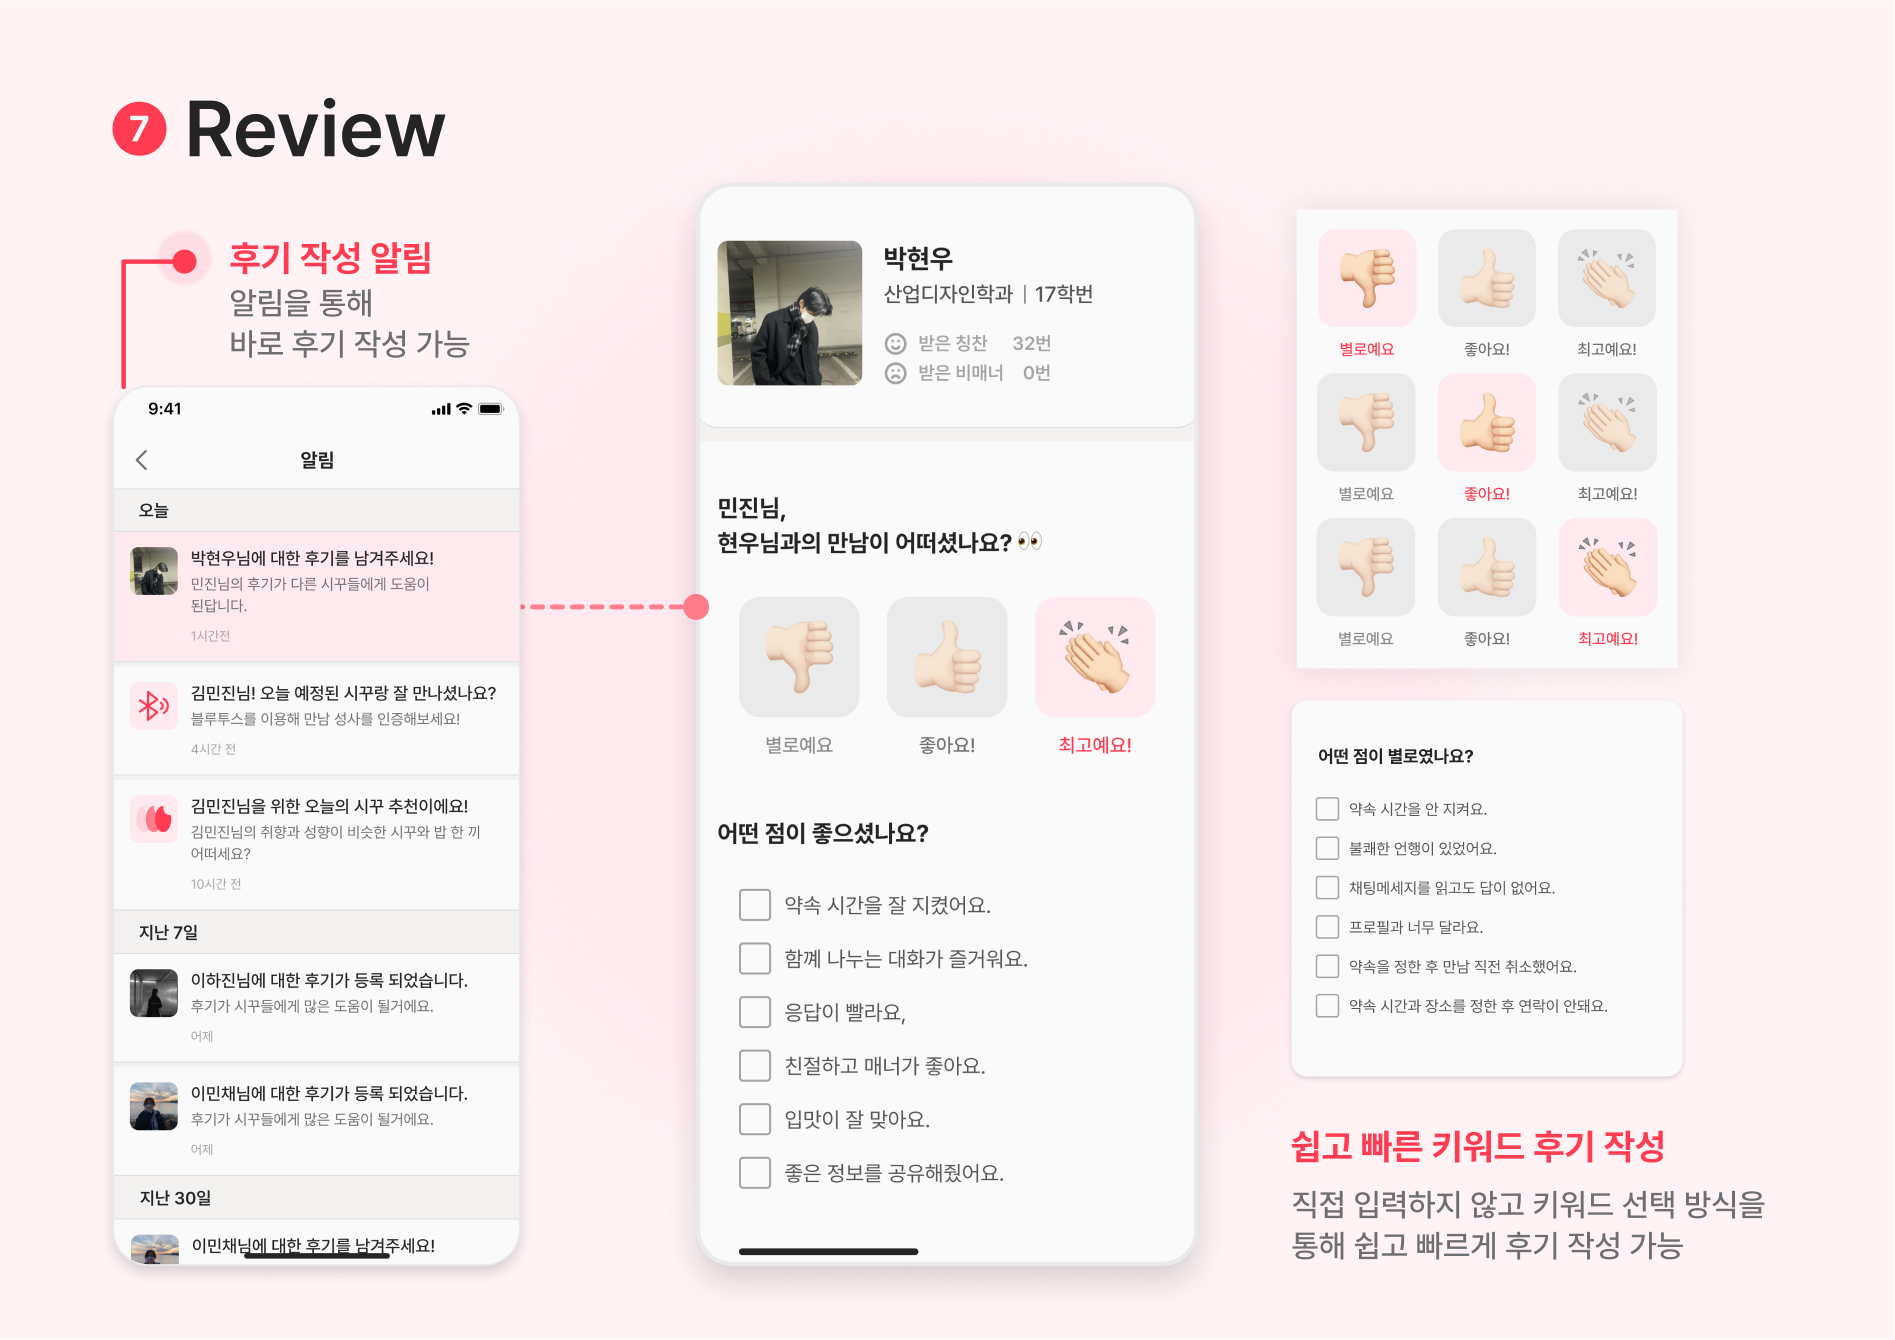 7 Review
후기 작성 알림
알림을 통해
바로 후기 작성 가능
9:41
알림
오늘
박현우님에 대한 후기를 남겨주세요!
민진님의 후기가 다른 시꾸들에게 도움이
된답니다.
1시간전
김민진님! 오늘 예정된 시꾸랑 잘 만나셨나요?
블루투스를 이용해 만남 성사를 인증해보세요!
4시간 전
김민진님을 위한 오늘의 시꾸 추천이에요!
김민진님의 취향과 성향이 비슷한 시꾸와 밥 한 끼
어떠세요?
10시간 전
지난 7일
이하진님에 대한 후기가 등록 되었습니다.
후기가 시꾸들에게 많은 도움이 될거에요.
어제
이민채님에 대한 후기가 등록 되었습니다.
후기가 시꾸들에게 많은 도움이 될거에요.
어제
지난 30일
이민채님에 대한 후기를 남겨주세요!
박현우
산업디자인학과 | 17학번
받은 칭찬 32번
받은 비매너 0번
민진님,
현우님과의 만남이 어떠셨나요? 👀
별로예요 좋아요! 최고예요!
어떤 점이 좋으셨나요?
약속 시간을 잘 지켰어요.
함꼐 나누는 대화가 즐거워요.
응답이 빨라요,
친절하고 매너가 좋아요.
입맛이 잘 맞아요.
좋은 정보를 공유해줬어요.
별로예요 좋아요! 최고예요!
별로예요 좋아요! 최고예요!
별로예요 좋아요! 최고예요!
어떤 점이 별로였나요?
약속 시간을 안 지켜요.
불쾌한 언행이 있었어요.
채팅메세지를 읽고도 답이 없어요.
프로필과 너무 달라요.
약속을 정한 후 만남 직전 취소했어요.
약속 시간과 장소를 정한 후 연락이 안돼요.
쉽고 빠른 키워드 후기 작성
직접 입력하지 않고 키워드 선택 방식을
통해 쉽고 빠르게 후기 작성 가능